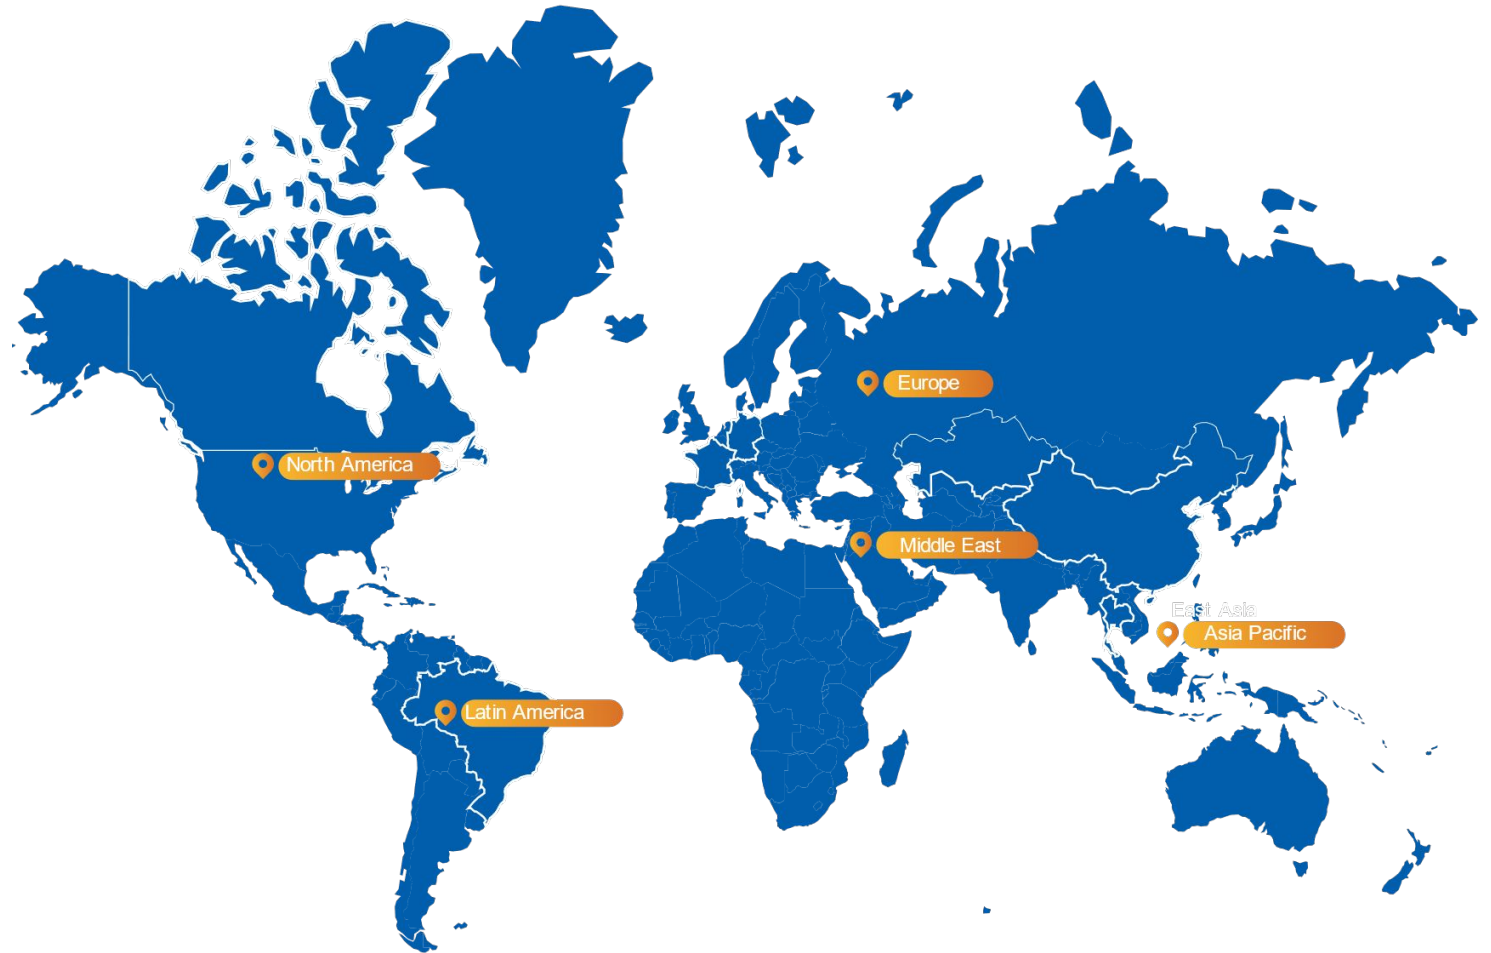 Europe
North America
Middle East
East Asia
Asia Pacific
Latin America